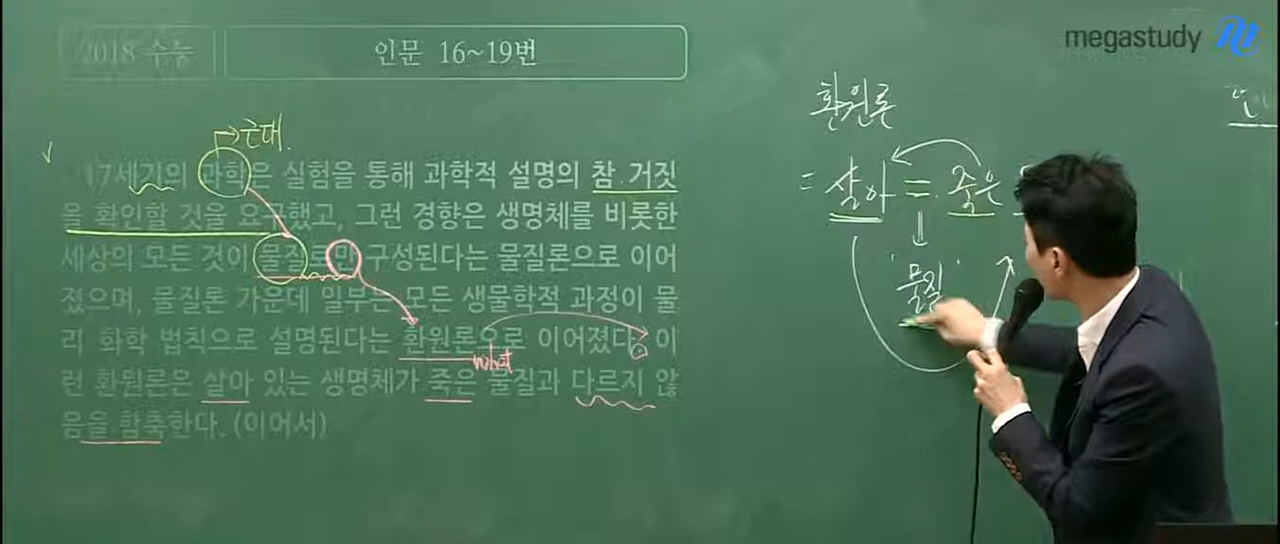 megastudy
2018 수능
인문 16~19번
근대
17세기의 과학은 실험을 통해 과학적 설명의 참·거짓
을 확인할 것을 요구했고, 그런 경향은 생명체를 비롯한
세상의 모든 것이 물질로만 구성된다는 물질론으로 이어
졌으며, 물질론 가운데 일부는 모든 생물학적 과정이 물
리 화학 법칙으로 설명된다는 환원론으로 이어졌다. 이
what
런 환원론은 살아 있는 생명체가 죽은 물질과 다르지 않
음을 함축한다. (이어서)
환원론
= 살아 = 죽은
'물질'